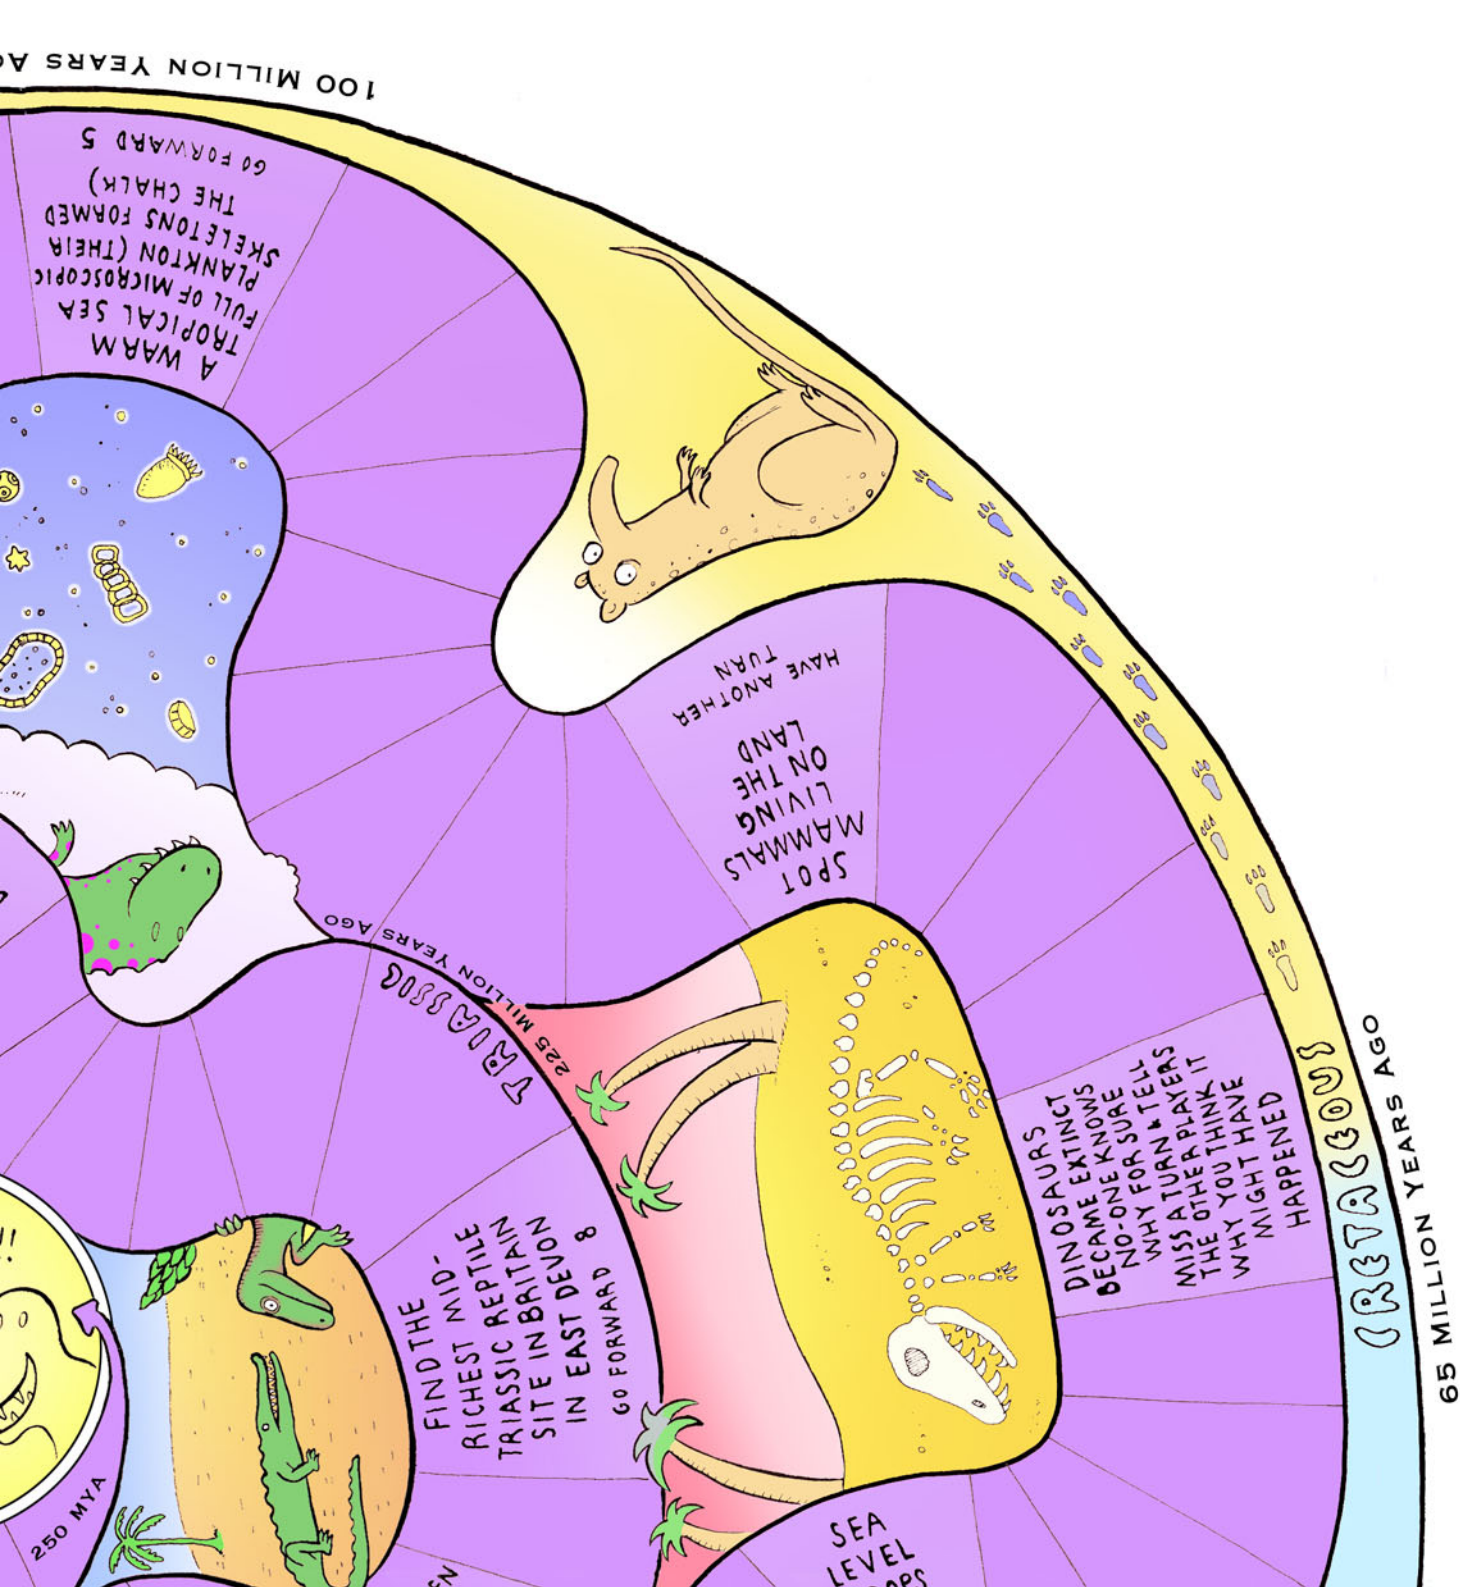 100 MILLION YEARS
A WARM
TROPICAL SEA
FULL OF MICROSCOPIC
PLANKTON (THEIR
SKELETONS FORMED
THE CHALK)
GO FORWARD 5
SPOT
MAMMALS
LIVING
ON THE
LAND
HAVE ANOTHER
TURN
225 MILLION YEARS AGO
TRIASSIC
DINOSAURS
BECAME EXTINCT
NO-ONE KNOWS
WHY FOR SURE
MISS A TURN & TELL
THE OTHER PLAYERS
WHY YOU THINK IT
MIGHT HAVE
HAPPENED
CRETACEOUS
65 MILLION YEARS AGO
FIND THE
RICHEST MID-
TRIASSIC REPTILE
SITE IN BRITAIN
IN EAST DEVON
GO FORWARD 8
250 MYA
SEA
LEVEL